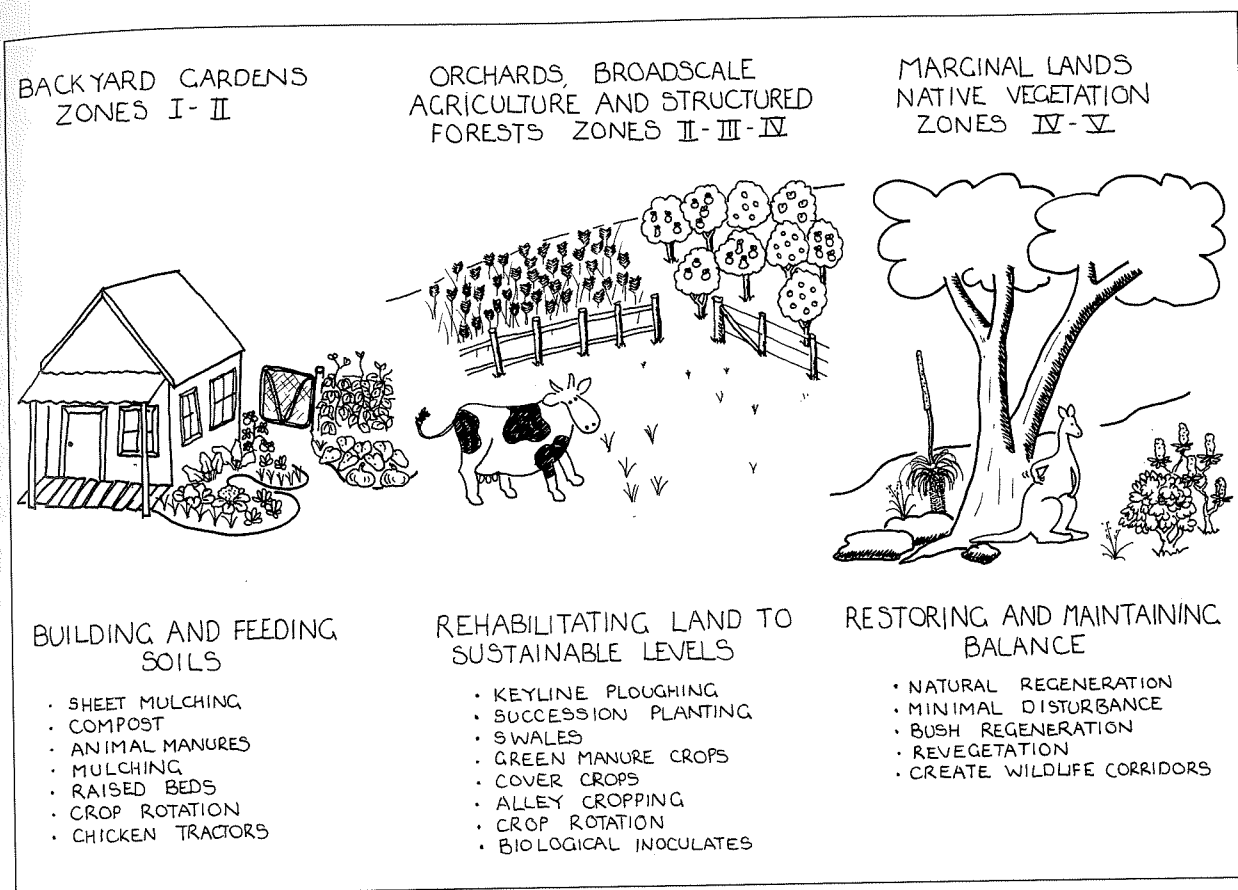 BACKYARD GARDENS
ZONES I - II
ORCHARDS, BROADSCALE
AGRICULTURE AND STRUCTURED
FORESTS ZONES II - III - IV
MARGINAL LANDS
NATIVE VEGETATION
ZONES IV - V
BUILDING AND FEEDING
SOILS
· SHEET MULCHING
· COMPOST
· ANIMAL MANURES
· MULCHING
· RAISED BEDS
· CROP ROTATION
· CHICKEN TRACTORS
REHABILITATING LAND TO
SUSTAINABLE LEVELS
· KEYLINE PLOUGHING
· SUCCESSION PLANTING
· SWALES
· GREEN MANURE CROPS
· COVER CROPS
· ALLEY CROPPING
· CROP ROTATION
· BIOLOGICAL INOCULATES
RESTORING AND MAINTAINING
BALANCE
· NATURAL REGENERATION
· MINIMAL DISTURBANCE
· BUSH REGENERATION
· REVEGETATION
· CREATE WILDLIFE CORRIDORS